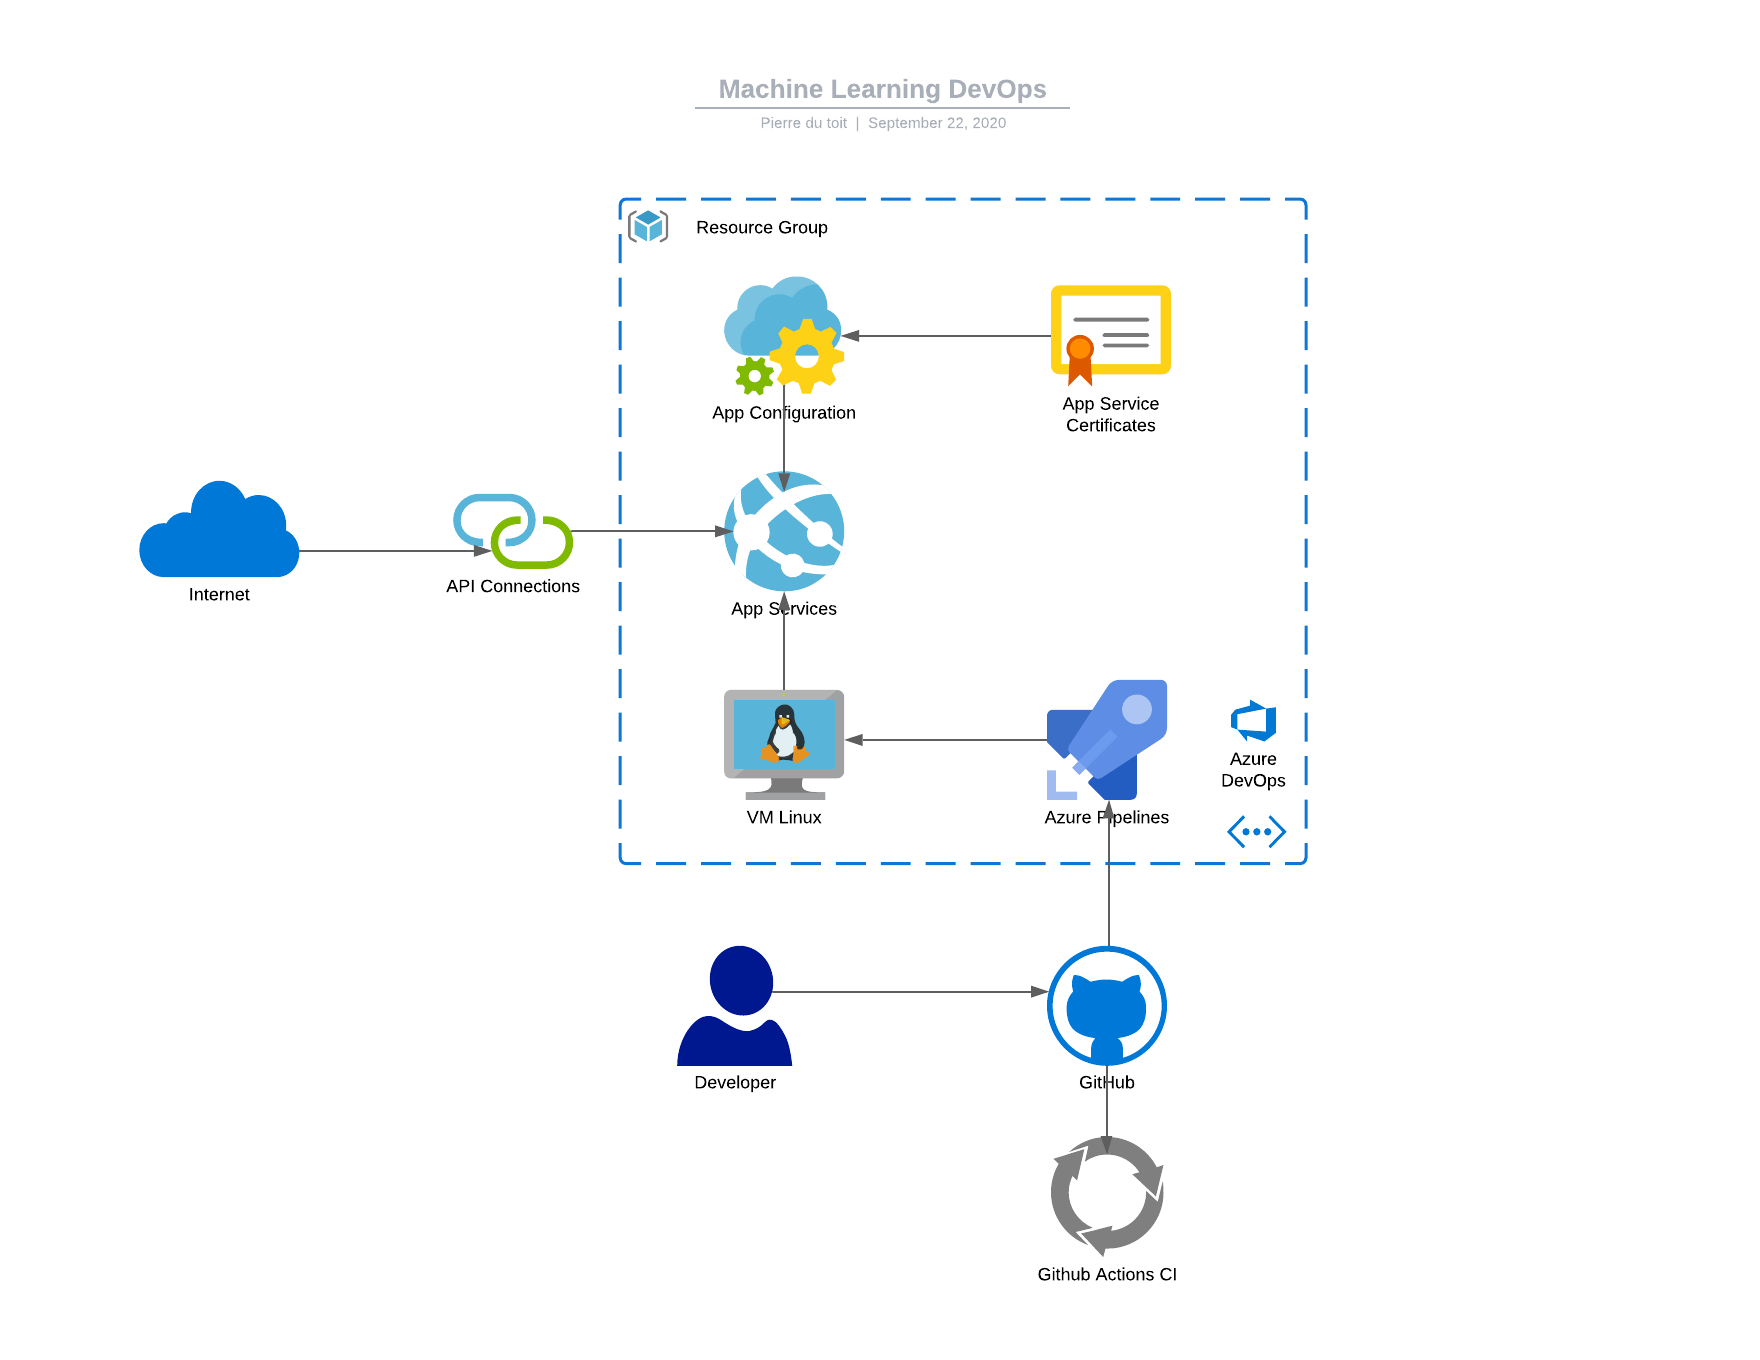 Machine Learning DevOps
Pierre du toit | September 22, 2020
Resource Group
App Configuration
App Service
Certificates
Internet
API Connections
App Services
VM Linux
Azure Pipelines
Azure
DevOps
Developer
GitHub
Github Actions CI